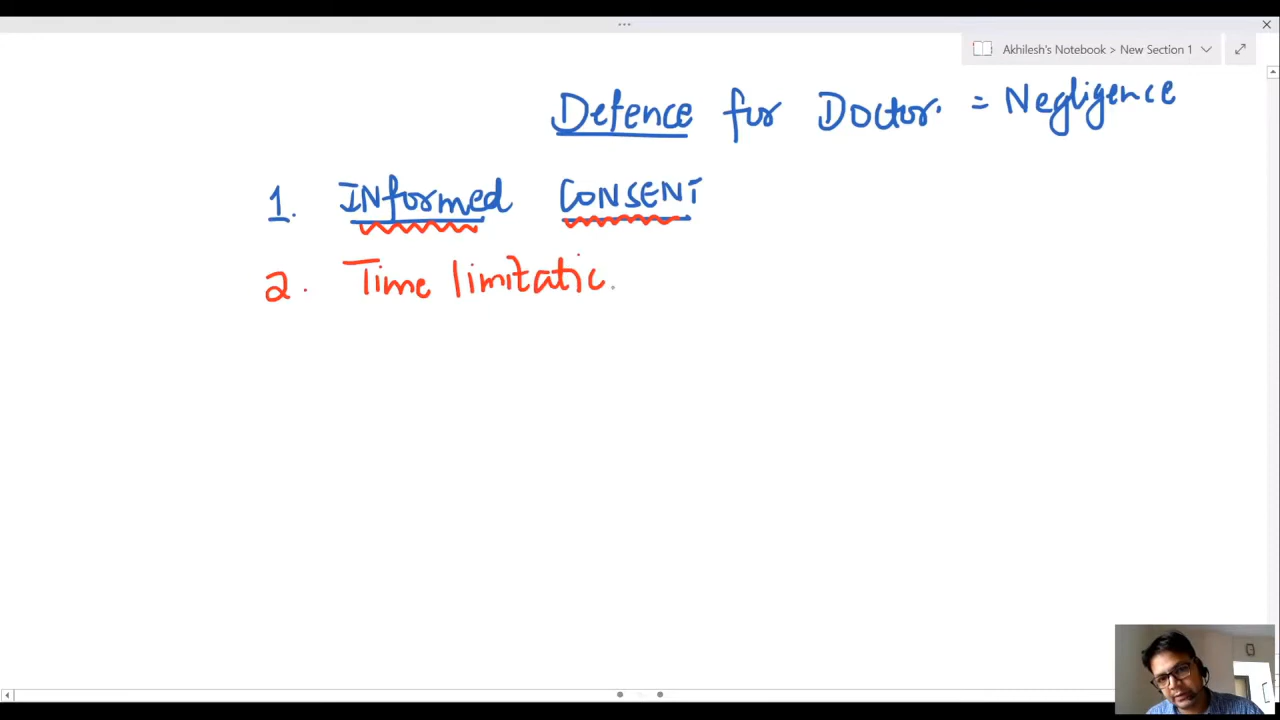 Akhilesh's Notebook > New Section 1
Defence for Doctor. = Negligence
1. INformed CONSENT
2. Time limitatic